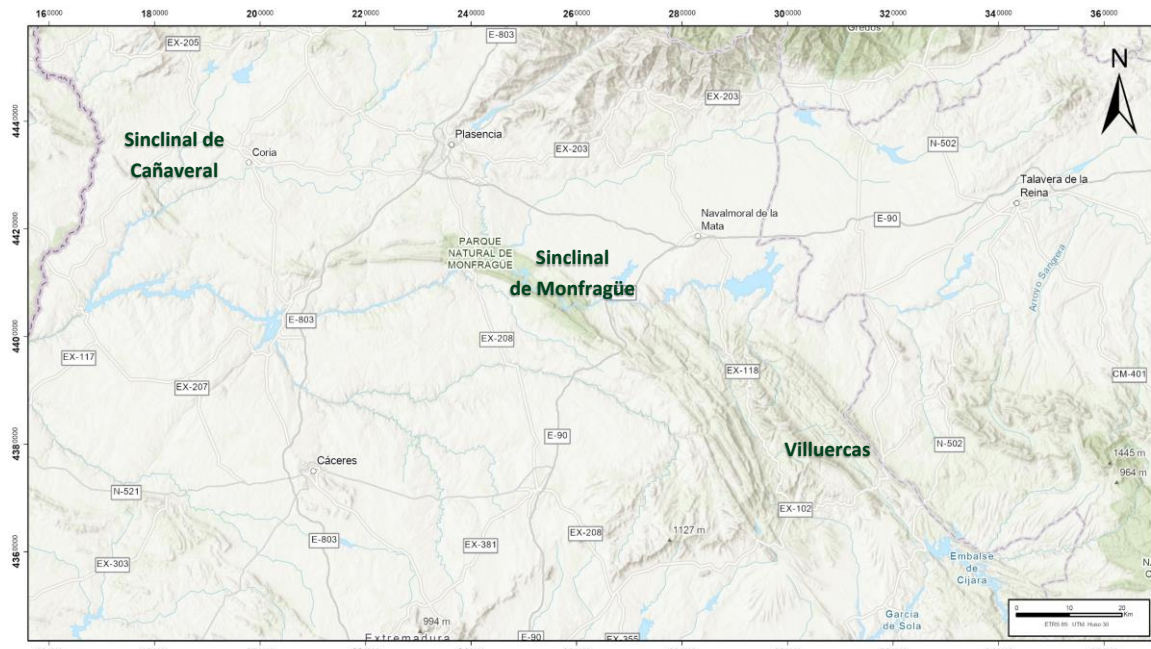 160000 180000 200000 220000 240000 260000 280000 300000 320000 340000 360000
4440000
4420000
4400000
4380000
4360000
E-803
EX-205
Gredos
N
EX-203
Sinclinal de
Cañaveral
Coria
Plasencia
EX-203
N-502
Talavera de la
Reina
Navalmoral de la
Mata
E-90
PARQUE
NATURAL DE
MONFRAGÜE
Sinclinal
de Monfragüe
Arroyo Sangrera
E-803
EX-208
EX-117
EX-118
CM-401
EX-207
E-90
Villuercas
N-502
1445 m
964 m
Cáceres
N-521
EX-102
1127 m
E-803
EX-381
EX-208
EX-303
Embalse
de
Cijara
994 m
García
de Sola
Extremadura
E-90
EX-355
0 10 20
Km
ETRS 89 UTM Huso 30